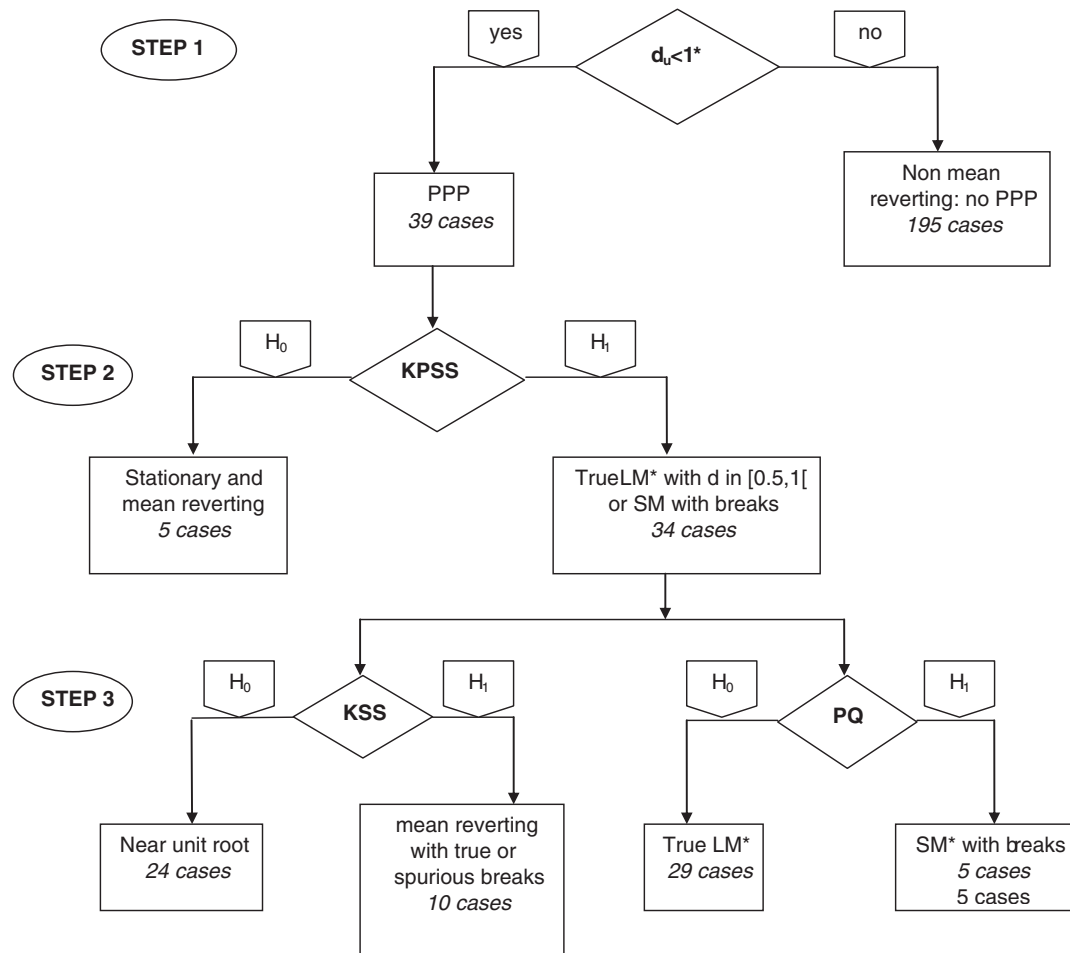 STEP 1
yes
d_u<1*
no
PPP
39 cases
Non mean
reverting: no PPP
195 cases
STEP 2
H₀
KPSS
H₁
Stationary and
mean reverting
5 cases
TrueLM* with d in [0.5,1[
or SM with breaks
34 cases
STEP 3
H₀
KSS
H₁
H₀
PQ
H₁
Near unit root
24 cases
mean reverting
with true or
spurious breaks
10 cases
True LM*
29 cases
SM* with breaks
5 cases
5 cases